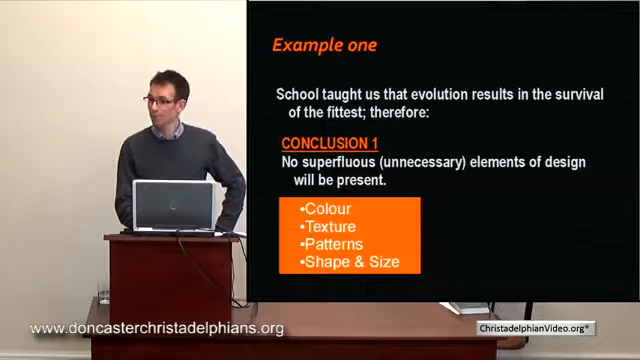 Example one
School taught us that evolution results in the survival
of the fittest; therefore:
CONCLUSION 1
No superfluous (unnecessary) elements of design
will be present.
•Colour
•Texture
•Patterns
•Shape & Size
www.doncasterchristadelphians.org
ChristadelphianVideo.org®